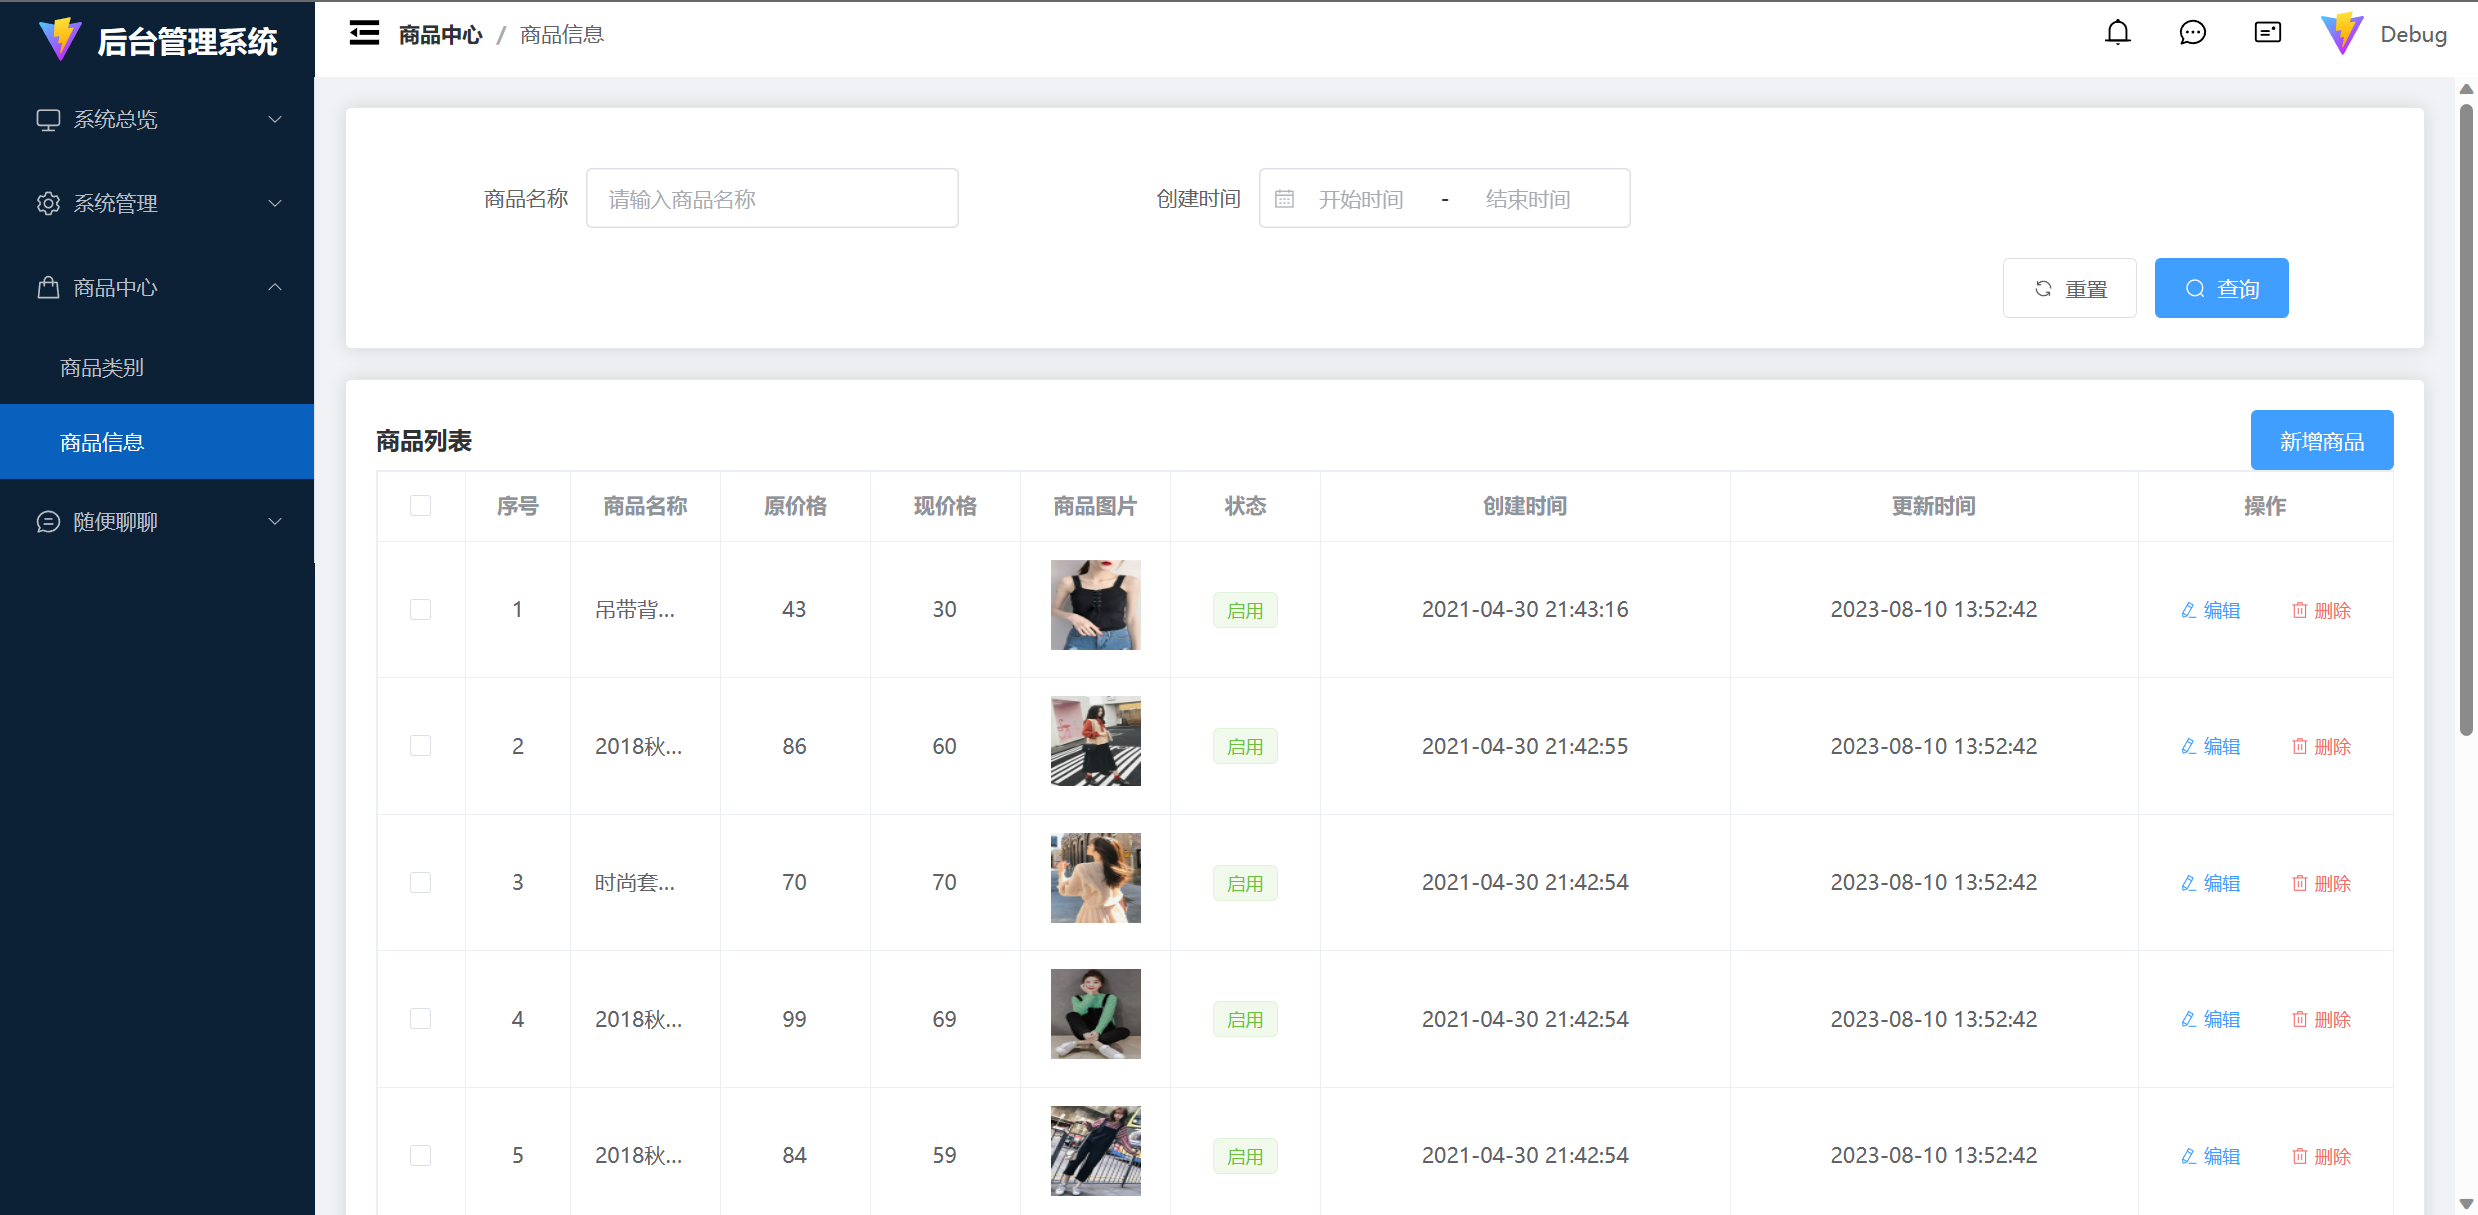 后台管理系统
商品中心 / 商品信息
Debug
系统总览
系统管理
商品中心
商品类别
商品信息
随便聊聊
商品名称 请输入商品名称 创建时间 开始时间 - 结束时间
重置 查询
商品列表 新增商品
序号 商品名称 原价格 现价格 商品图片 状态 创建时间 更新时间 操作
1 吊带背... 43 30 启用 2021-04-30 21:43:16 2023-08-10 13:52:42 编辑 删除
2 2018秋... 86 60 启用 2021-04-30 21:42:55 2023-08-10 13:52:42 编辑 删除
3 时尚套... 70 70 启用 2021-04-30 21:42:54 2023-08-10 13:52:42 编辑 删除
4 2018秋... 99 69 启用 2021-04-30 21:42:54 2023-08-10 13:52:42 编辑 删除
5 2018秋... 84 59 启用 2021-04-30 21:42:54 2023-08-10 13:52:42 编辑 删除